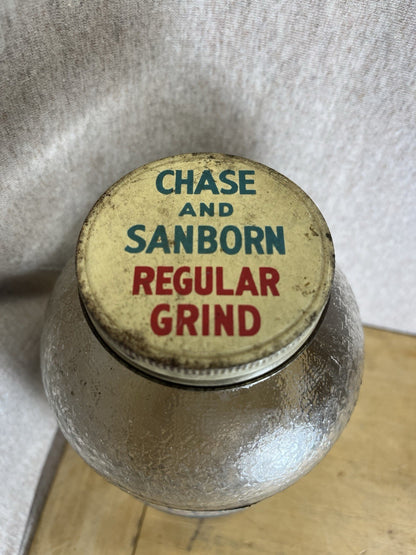 CHASE
AND
SANBORN
REGULAR
GRIND